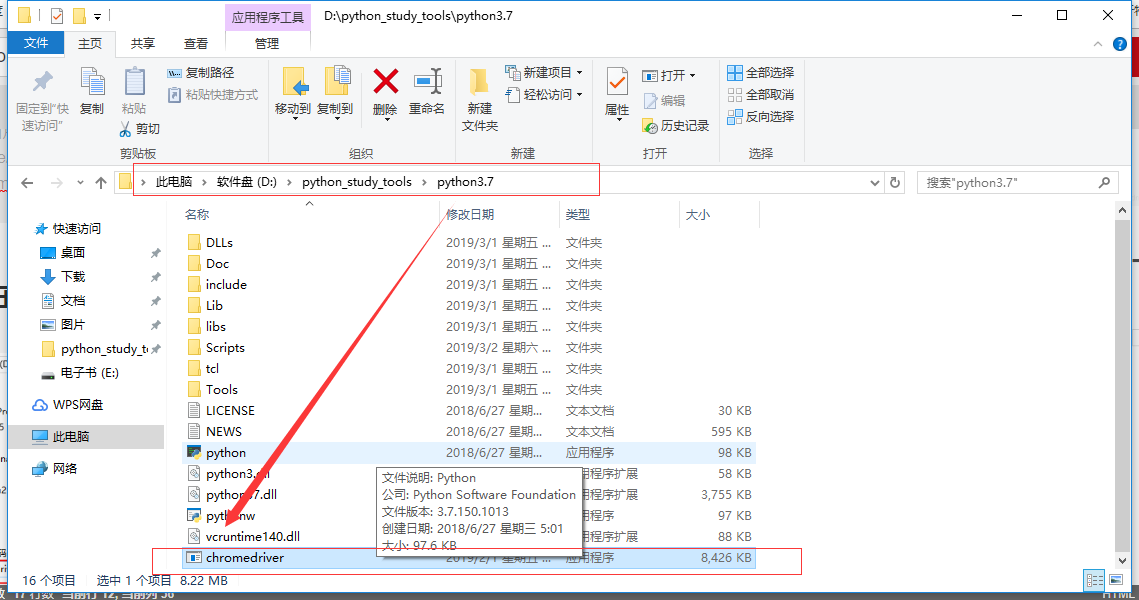 应用程序工具 D:\python_study_tools\python3.7
文件 主页 共享 查看 管理
固定到"快速访问"
复制
粘贴
复制路径
粘贴快捷方式
剪切
移动到
复制到
删除
重命名
新建文件夹
新建项目
轻松访问
属性
打开
编辑
历史记录
全部选择
全部取消
反向选择
剪贴板 组织 新建 打开 选择
此电脑 软件盘 (D:) python_study_tools python3.7
搜索"python3.7"
快速访问
桌面
下载
文档
图片
python_study_t
电子书 (E:)
WPS网盘
此电脑
网络
名称 修改日期 类型 大小
DLLs 2019/3/1 星期五 ... 文件夹
Doc 2019/3/1 星期五 ... 文件夹
include 2019/3/1 星期五 ... 文件夹
Lib 2019/3/1 星期五 ... 文件夹
libs 2019/3/1 星期五 ... 文件夹
Scripts 2019/3/2 星期六 ... 文件夹
tcl 2019/3/1 星期五 ... 文件夹
Tools 2019/3/1 星期五 ... 文件夹
LICENSE 2018/6/27 星期... 文本文档 30 KB
NEWS 2018/6/27 星期... 文本文档 595 KB
python 2018/6/27 星期... 应用程序 98 KB
python3.dll 用程序扩展 58 KB
python37.dll 用程序扩展 3,755 KB
pythonw 用程序 97 KB
vcruntime140.dll 用程序扩展 88 KB
chromedriver 2019/2/1 星期五 ... 应用程序 8,426 KB
文件说明: Python
公司: Python Software Foundation
文件版本: 3.7.150.1013
创建日期: 2018/6/27 星期三 5:01
大小: 97.6 KB
16 个项目 选中 1 个项目 8.22 MB
17 行数 当前行 12, 当前列 56 HTML